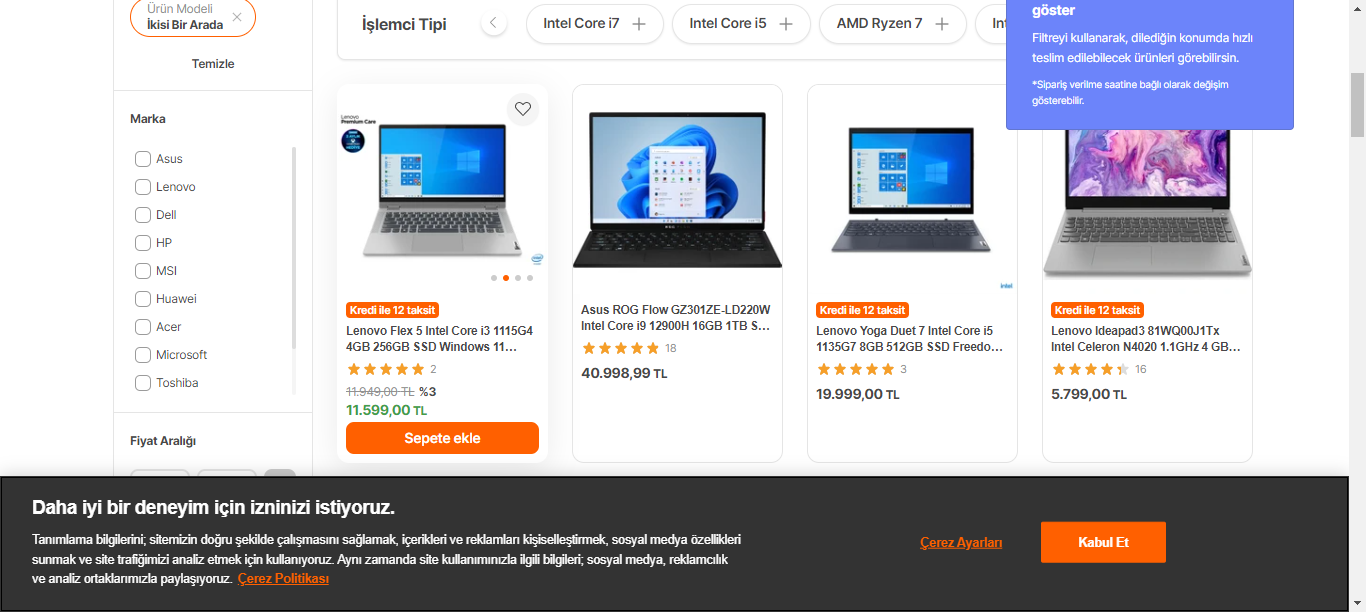 Ürün Modeli
İkisi Bir Arada
Temizle
Marka
Asus
Lenovo
Dell
HP
MSI
Huawei
Acer
Microsoft
Toshiba
Fiyat Aralığı
İşlemci Tipi
Intel Core i7
Intel Core i5
AMD Ryzen 7
Int
göster
Filtreyi kullanarak, dilediğin konumda hızlı
teslim edilebilecek ürünleri görebilirsin.
*Sipariş verilme saatine bağlı olarak değişim
gösterebilir.
Lenovo
Premium Care
intel
Kredi ile 12 taksit
Lenovo Flex 5 Intel Core i3 1115G4
4GB 256GB SSD Windows 11...
2
11.949,00 TL %3
11.599,00 TL
Sepete ekle
Asus ROG Flow GZ301ZE-LD220W
Intel Core i9 12900H 16GB 1TB S...
18
40.998,99 TL
intel
Kredi ile 12 taksit
Lenovo Yoga Duet 7 Intel Core i5
1135G7 8GB 512GB SSD Freedo...
3
19.999,00 TL
Kredi ile 12 taksit
Lenovo Ideapad3 81WQ00J1Tx
Intel Celeron N4020 1.1GHz 4 GB...
16
5.799,00 TL
Daha iyi bir deneyim için izninizi istiyoruz.
Tanımlama bilgilerini; sitemizin doğru şekilde çalışmasını sağlamak, içerikleri ve reklamları kişiselleştirmek, sosyal medya özellikleri
sunmak ve site trafiğimizi analiz etmek için kullanıyoruz. Aynı zamanda site kullanımınızla ilgili bilgileri; sosyal medya, reklamcılık
ve analiz ortaklarımızla paylaşıyoruz. Çerez Politikası
Çerez Ayarları
Kabul Et